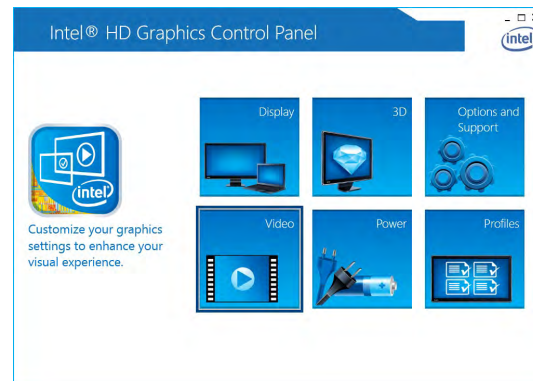 Intel® HD Graphics Control Panel
intel
Display
3D
Options and
Support
intel
Customize your graphics
settings to enhance your
visual experience.
Video
Power
Profiles